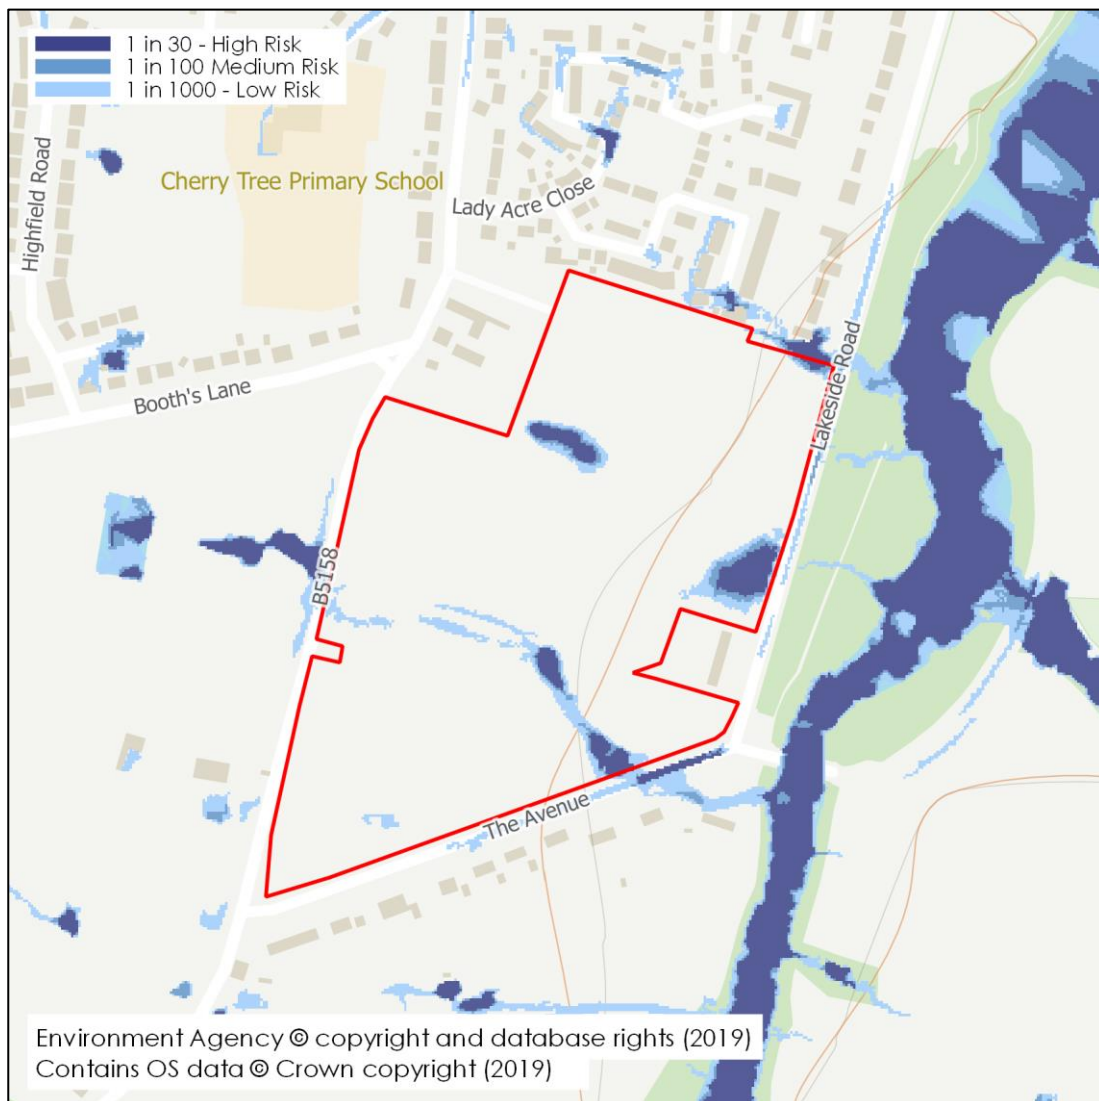 1 in 30 - High Risk
1 in 100 Medium Risk
1 in 1000 - Low Risk
Highfield Road
Cherry Tree Primary School
Lady Acre Close
Booth's Lane
Lakeside Road
B5158
The Avenue
Environment Agency © copyright and database rights (2019)
Contains OS data © Crown copyright (2019)